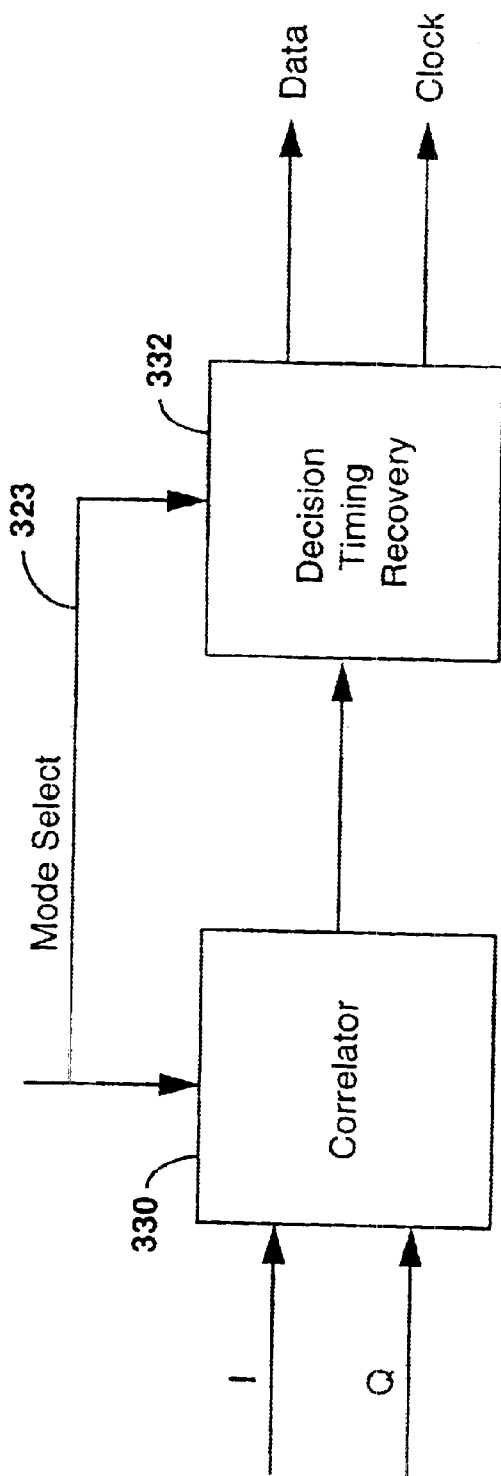 323
Mode Select
330
Correlator
332
Decision
Timing
Recovery
I
Q
Data
Clock